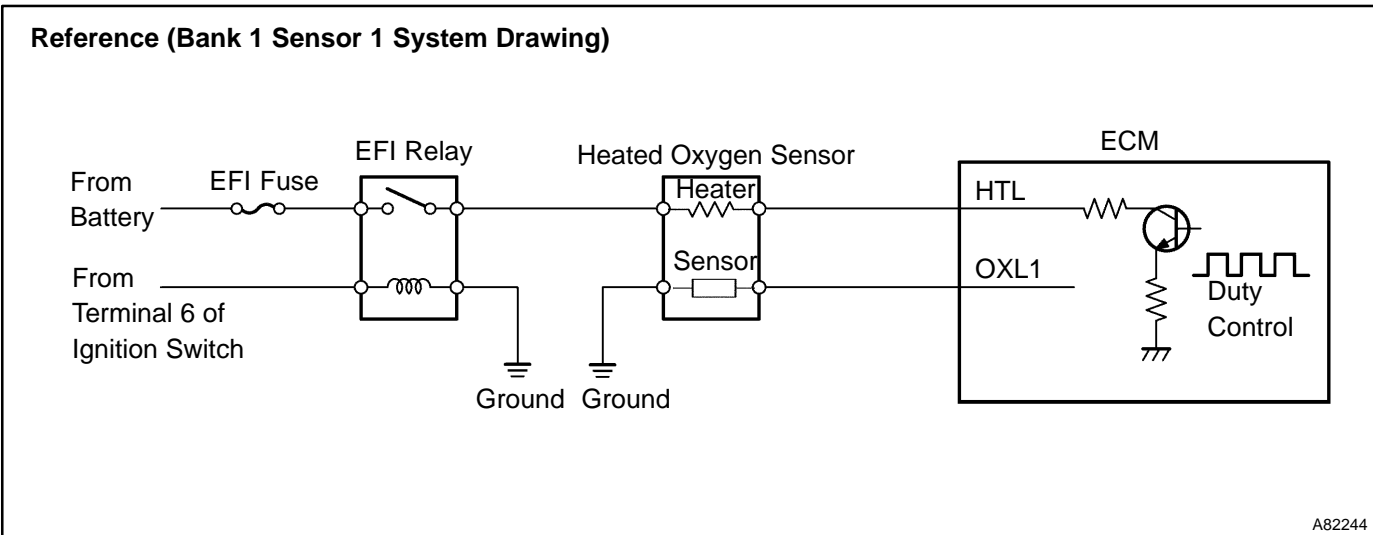 Reference (Bank 1 Sensor 1 System Drawing)
From
Battery
EFI Fuse
EFI Relay
Heated Oxygen Sensor
Heater
ECM
HTL
From
Terminal 6 of
Ignition Switch
Sensor
OXL1
Duty
Control
Ground
Ground
A82244